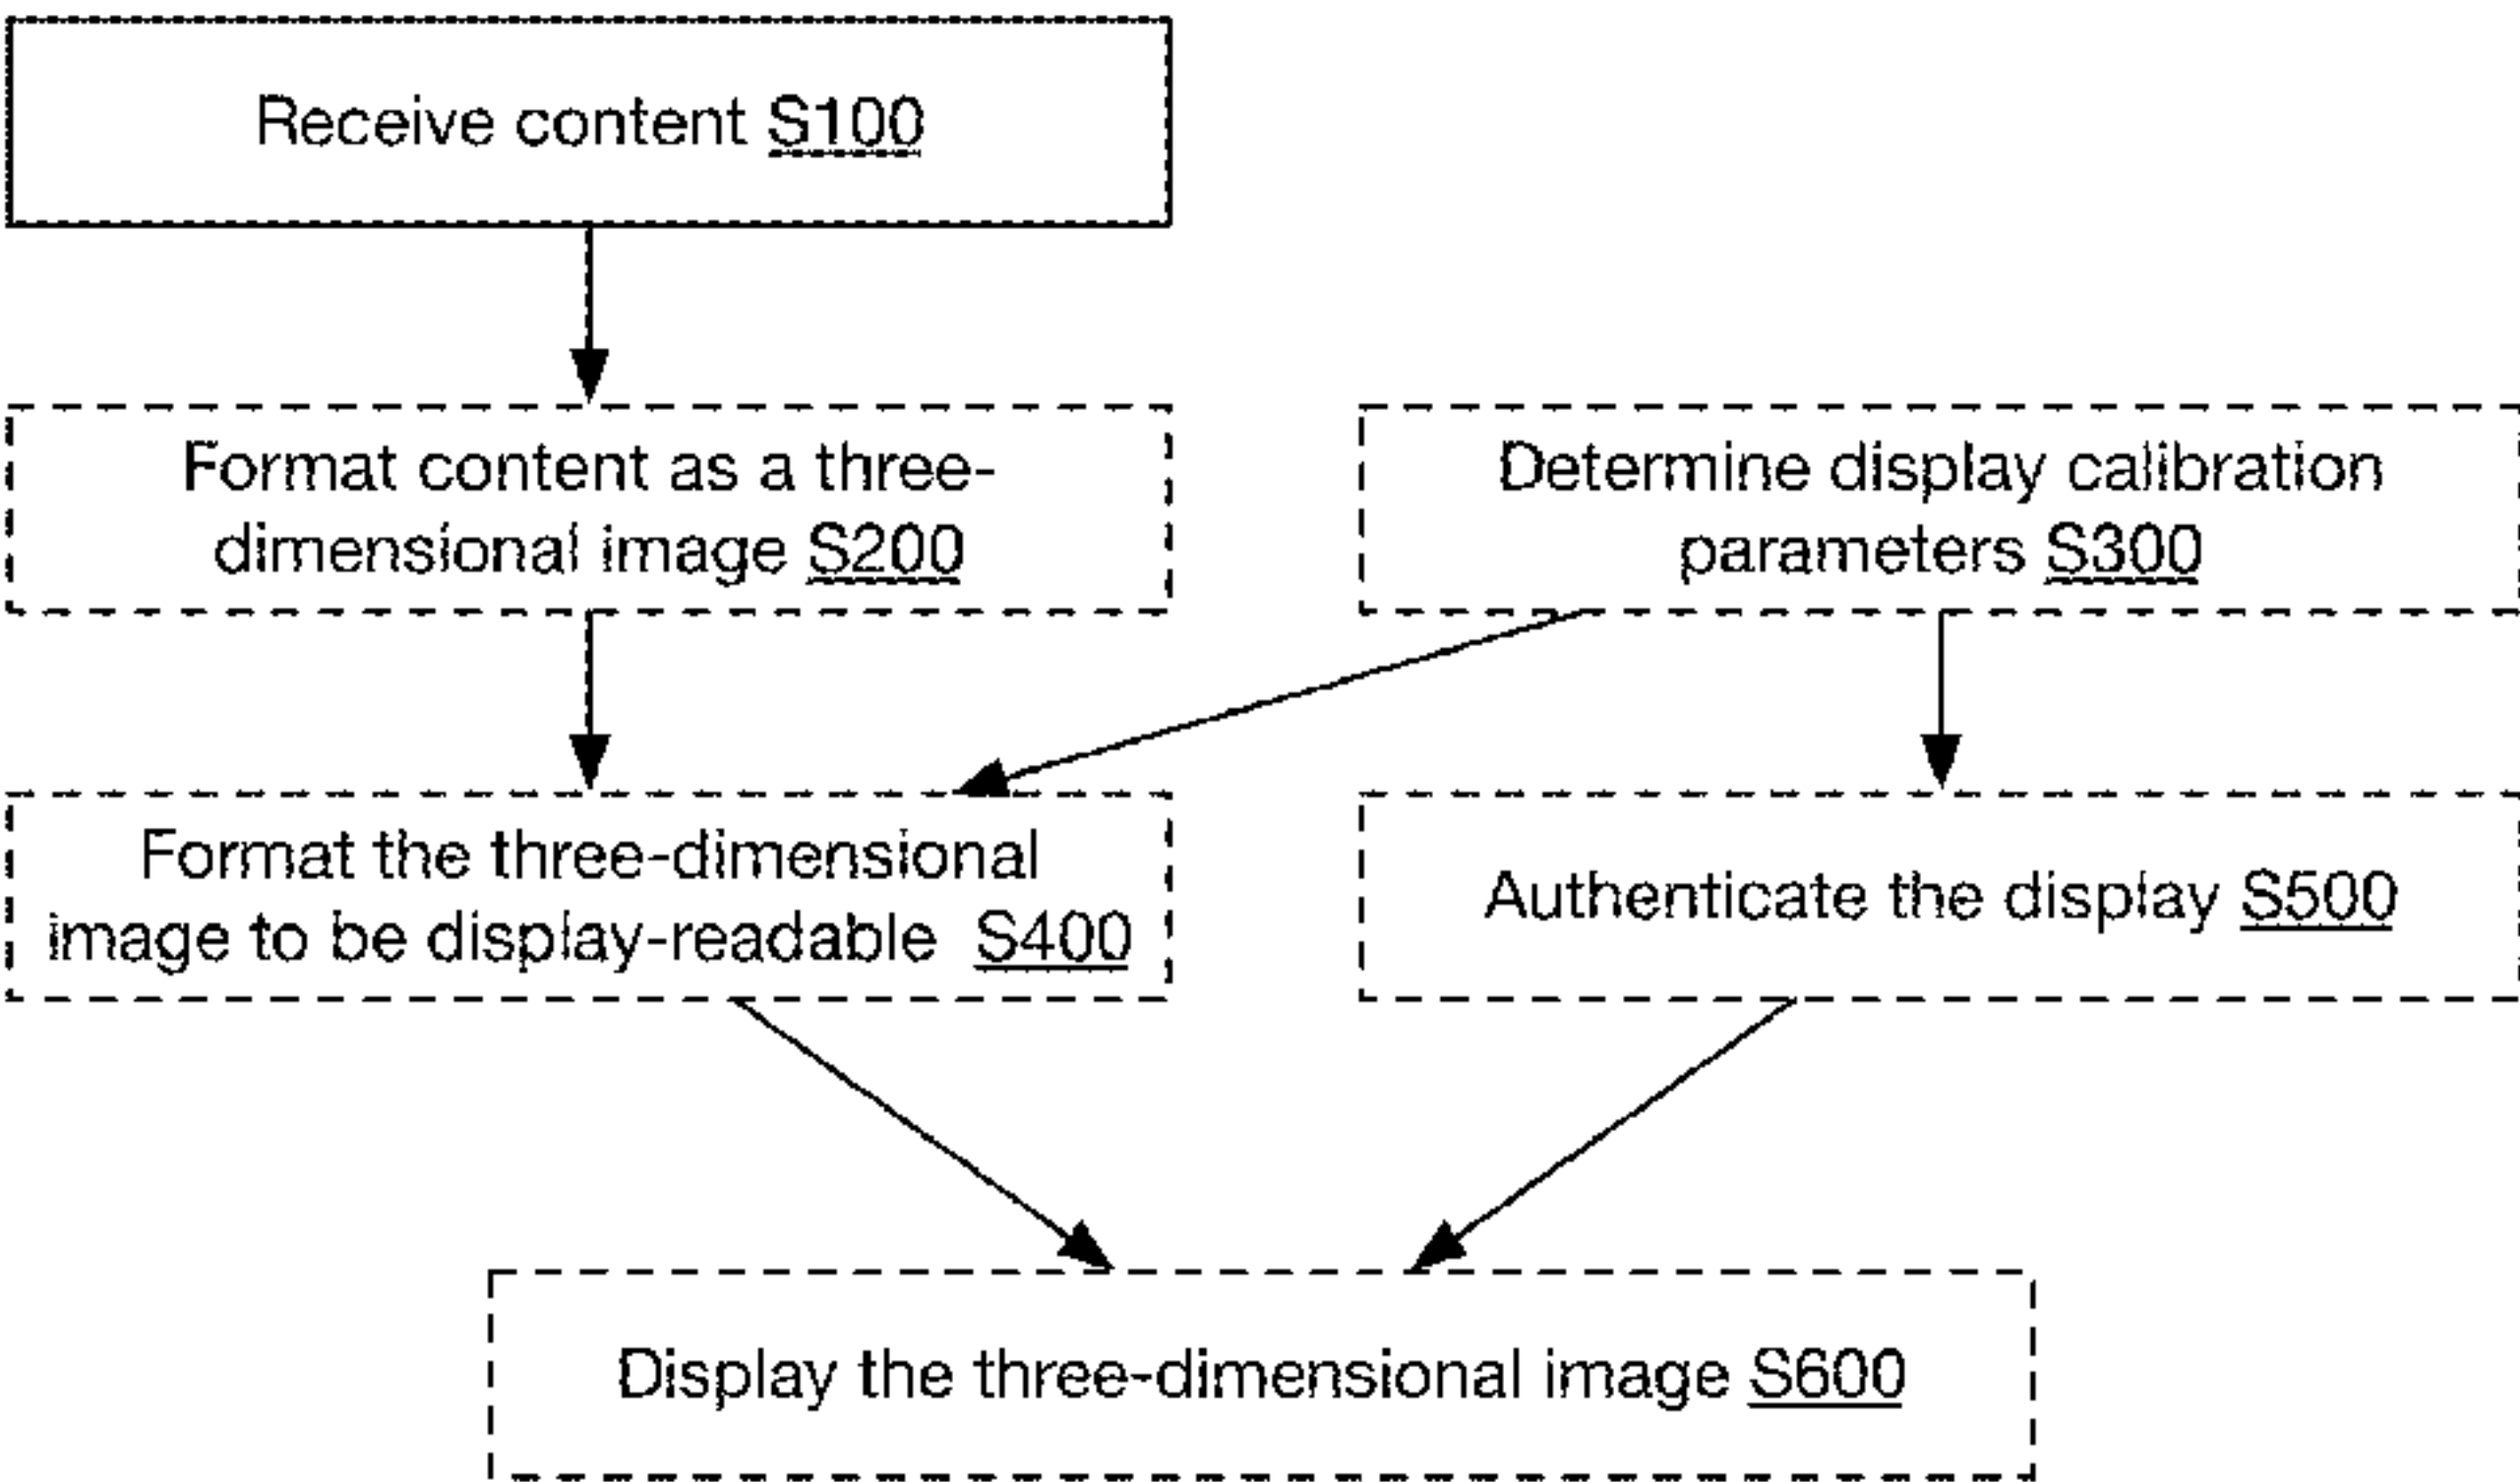 Receive content S100
Format content as a three-
dimensional image S200
Determine display calibration
parameters S300
Format the three-dimensional
image to be display-readable S400
Authenticate the display S500
Display the three-dimensional image S600